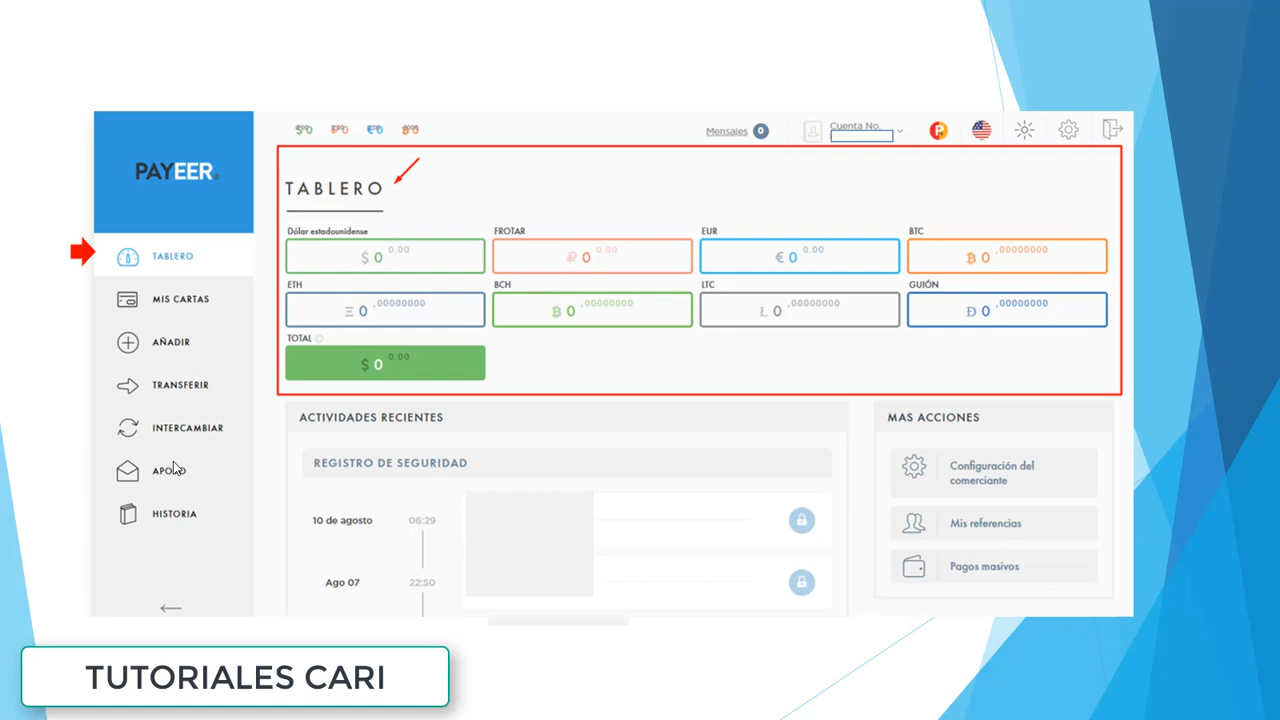 PAYEER
Mensajes 0
Cuenta No.
TABLERO
TABLERO
MIS CARTAS
AÑADIR
TRANSFERIR
INTERCAMBIAR
HISTORIA
Dólar estadounidense
FROTAR
EUR
BTC
$ 0 0.00
₽ 0 0.00
€ 0 0.00
₿ 0 ,00000000
ETH
BCH
LTC
GUIÓN
Ξ 0 ,00000000
₿ 0 ,00000000
Ł 0 ,00000000
Đ 0 ,00000000
TOTAL
$ 0 0.00
ACTIVIDADES RECIENTES
REGISTRO DE SEGURIDAD
10 de agosto 06:29
Ago 07 22:50
MAS ACCIONES
Configuración del
comerciante
Mis referencias
Pagos masivos
TUTORIALES CARI